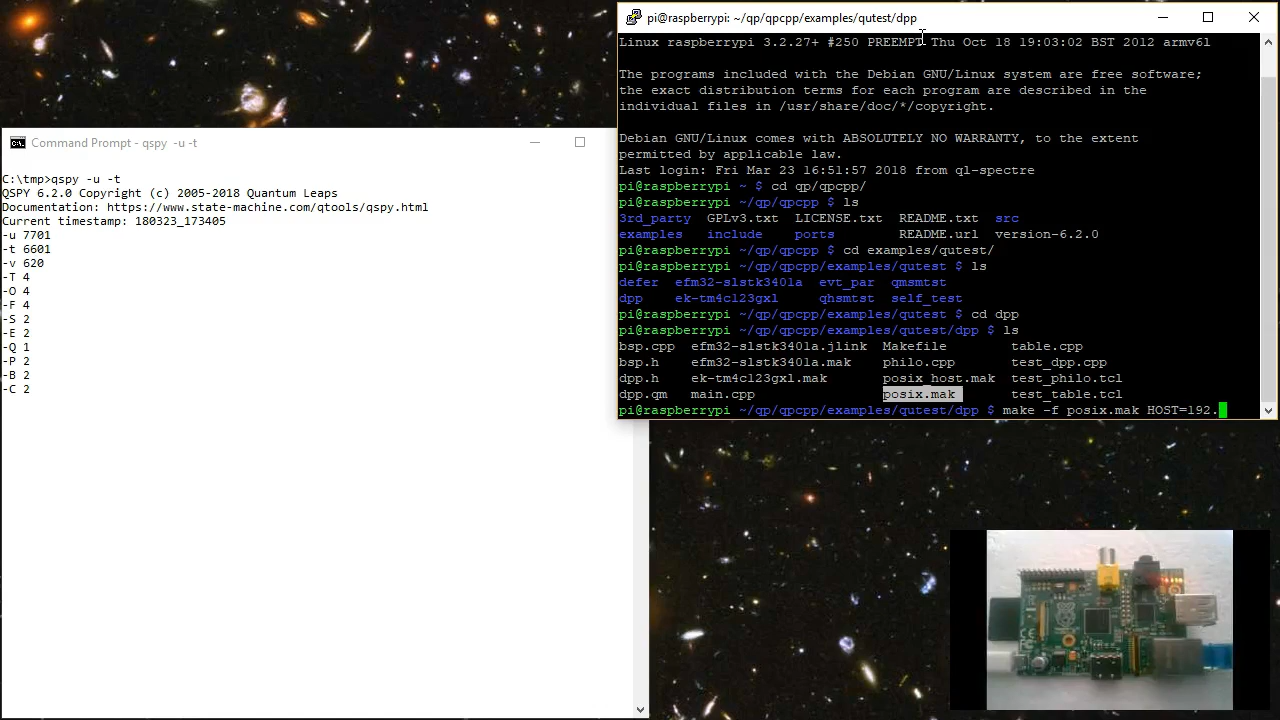 pi@raspberrypi: ~/qp/qpcpp/examples/qutest/dpp
Linux raspberrypi 3.2.27+ #250 PREEMPT Thu Oct 18 19:03:02 BST 2012 armv6l
The programs included with the Debian GNU/Linux system are free software;
the exact distribution terms for each program are described in the
individual files in /usr/share/doc/*/copyright.
Debian GNU/Linux comes with ABSOLUTELY NO WARRANTY, to the extent
permitted by applicable law.
Last login: Fri Mar 23 16:51:57 2018 from ql-spectre
pi@raspberrypi ~ $ cd qp/qpcpp/
pi@raspberrypi ~/qp/qpcpp $ ls
3rd_party  GPLv3.txt  LICENSE.txt  README.txt  src
examples   include    ports        README.url  version-6.2.0
pi@raspberrypi ~/qp/qpcpp $ cd examples/qutest/
pi@raspberrypi ~/qp/qpcpp/examples/qutest $ ls
defer  efm32-slstk3401a  evt_par  qmsmtst
dpp    ek-tm4c123gxl     qhsmtst  self_test
pi@raspberrypi ~/qp/qpcpp/examples/qutest $ cd dpp
pi@raspberrypi ~/qp/qpcpp/examples/qutest/dpp $ ls
bsp.cpp  efm32-slstk3401a.jlink  Makefile        table.cpp
bsp.h    efm32-slstk3401a.mak    philo.cpp       test_dpp.cpp
dpp.h    ek-tm4c123gxl.mak       posix_host.mak  test_philo.tcl
dpp.qm   main.cpp                posix.mak       test_table.tcl
pi@raspberrypi ~/qp/qpcpp/examples/qutest/dpp $ make -f posix.mak HOST=192.
Command Prompt - qspy  -u -t
C:\tmp>qspy -u -t
QSPY 6.2.0 Copyright (c) 2005-2018 Quantum Leaps
Documentation: https://www.state-machine.com/qtools/qspy.html
Current timestamp: 180323_173405
-u 7701
-t 6601
-v 620
-T 4
-O 4
-F 4
-S 2
-E 2
-Q 1
-P 2
-B 2
-C 2